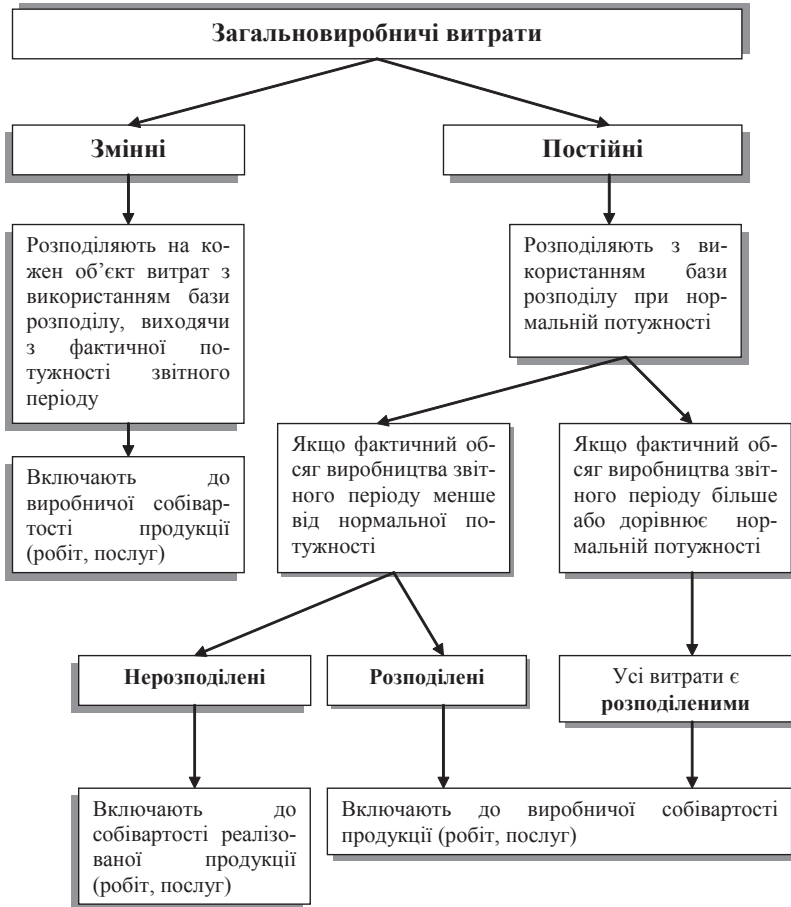 Загальновиробничі витрати
Змінні
Постійні
Розподіляють на ко-
жен об’єкт витрат з
використанням бази
розподілу, виходячи
з фактичної по-
тужності звітного
періоду
Розподіляють з ви-
користанням бази
розподілу при нор-
мальній потужності
Включають до
виробничої собівар-
тості продукції
(робіт, послуг)
Якщо фактичний об-
сяг виробництва звіт-
ного періоду менше
від нормальної по-
тужності
Якщо фактичний об-
сяг виробництва звіт-
ного періоду більше
або дорівнює нор-
мальній потужності
Нерозподілені
Розподілені
Усі витрати є
розподіленими
Включають до
собівартості реалізо-
ваної продукції
(робіт, послуг)
Включають до виробничої собівартості
продукції (робіт, послуг)